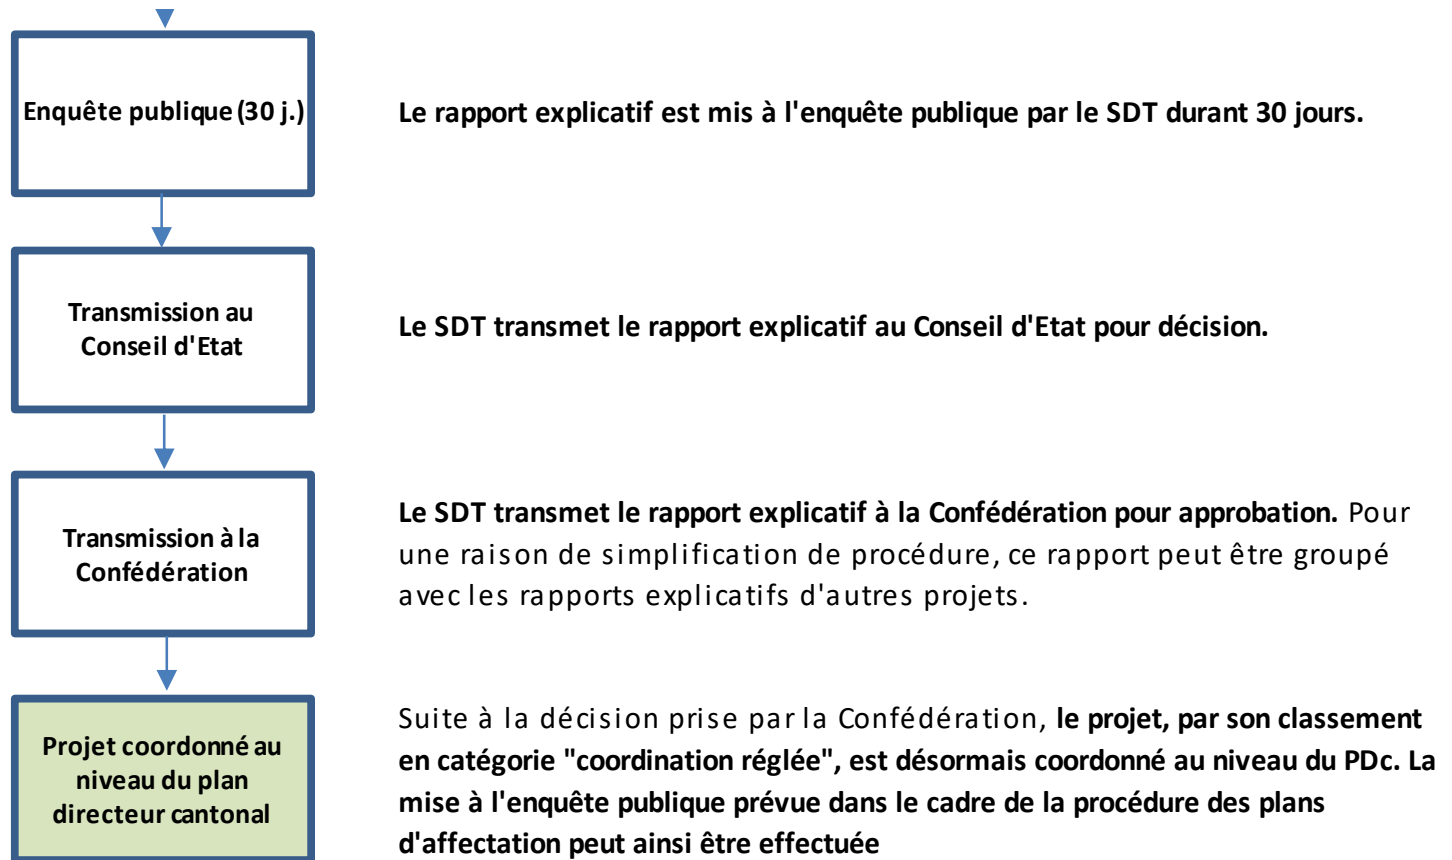 Enquête publique (30 j.)
Le rapport explicatif est mis à l'enquête publique par le SDT durant 30 jours.
Transmission au
Conseil d'Etat
Le SDT transmet le rapport explicatif au Conseil d'Etat pour décision.
Transmission à la
Confédération
Le SDT transmet le rapport explicatif à la Confédération pour approbation. Pour
une raison de simplification de procédure, ce rapport peut être groupé
avec les rapports explicatifs d'autres projets.
Projet coordonné au
niveau du plan
directeur cantonal
Suite à la décision prise par la Confédération, le projet, par son classement
en catégorie "coordination réglée", est désormais coordonné au niveau du PDc. La
mise à l'enquête publique prévue dans le cadre de la procédure des plans
d'affectation peut ainsi être effectuée